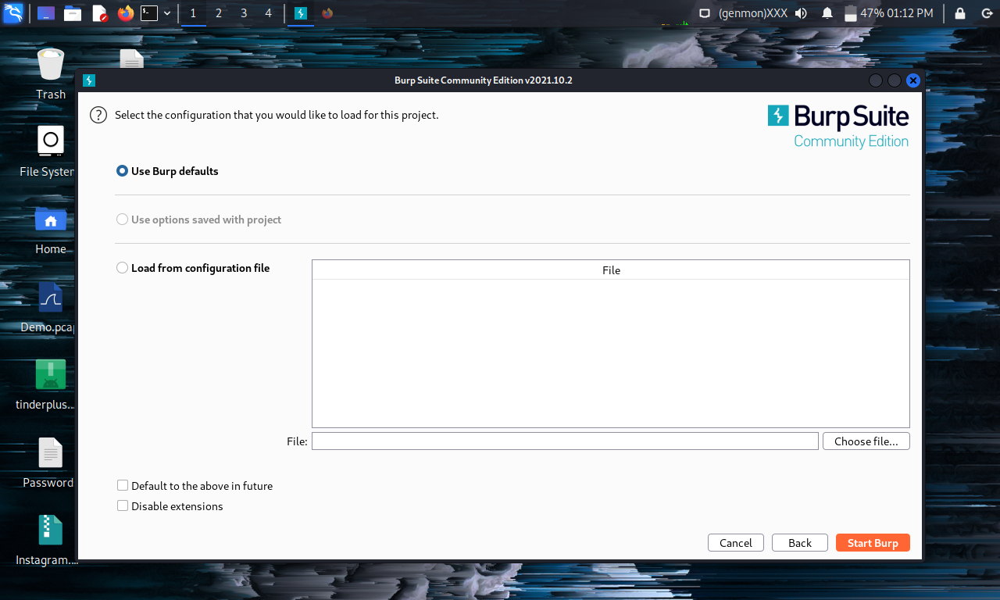 1 2 3 4 (genmon)XXX 47% 01:12 PM
Trash
File System
Home
Demo.pcap
tinderplus...
Password
Instagram....
Burp Suite Community Edition v2021.10.2
Select the configuration that you would like to load for this project.
Burp Suite
Community Edition
Use Burp defaults
Use options saved with project
Load from configuration file
File
File:
Choose file...
Default to the above in future
Disable extensions
Cancel Back Start Burp